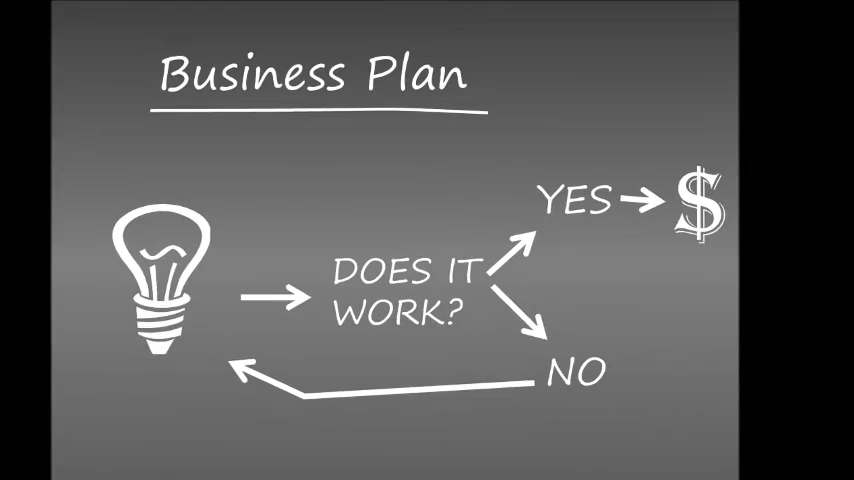 Business Plan
YES
$
DOES IT
WORK?
NO